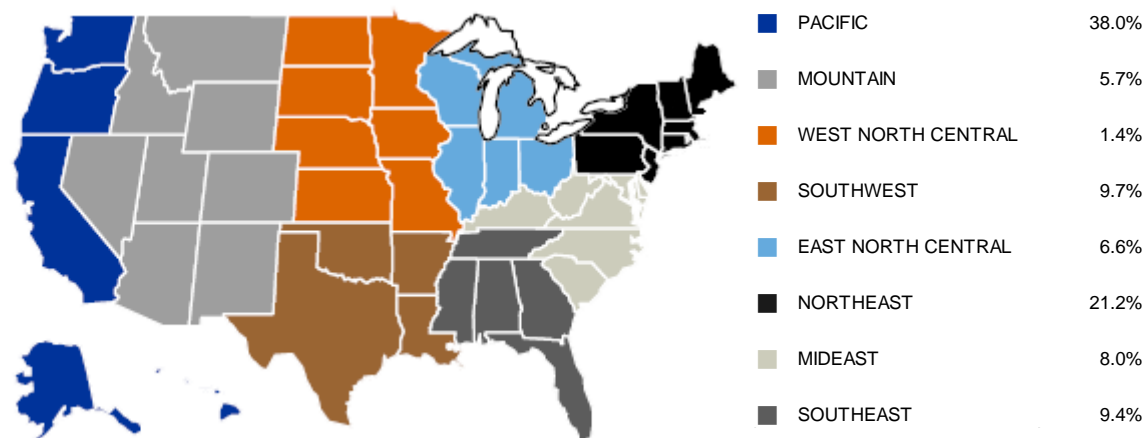 PACIFIC 38.0%
MOUNTAIN 5.7%
WEST NORTH CENTRAL 1.4%
SOUTHWEST 9.7%
EAST NORTH CENTRAL 6.6%
NORTHEAST 21.2%
MIDEAST 8.0%
SOUTHEAST 9.4%